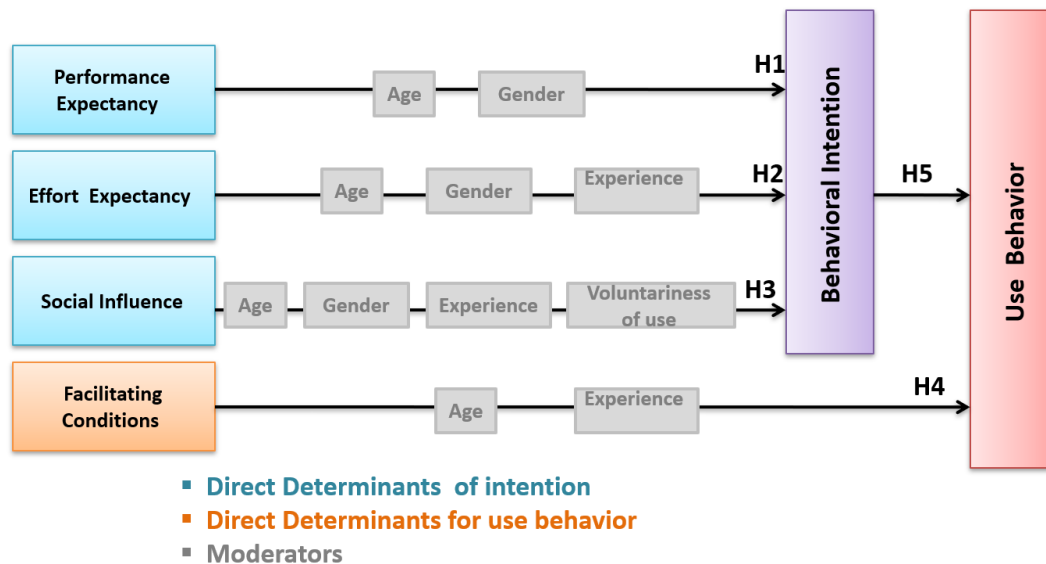 Performance
Expectancy
Age
Gender
H1
Effort Expectancy
Age
Gender
Experience
H2
Social Influence
Age
Gender
Experience
Voluntariness
of use
H3
Facilitating
Conditions
Age
Experience
H4
Behavioral Intention
H5
Use Behavior
▪ Direct Determinants of intention
▪ Direct Determinants for use behavior
▪ Moderators